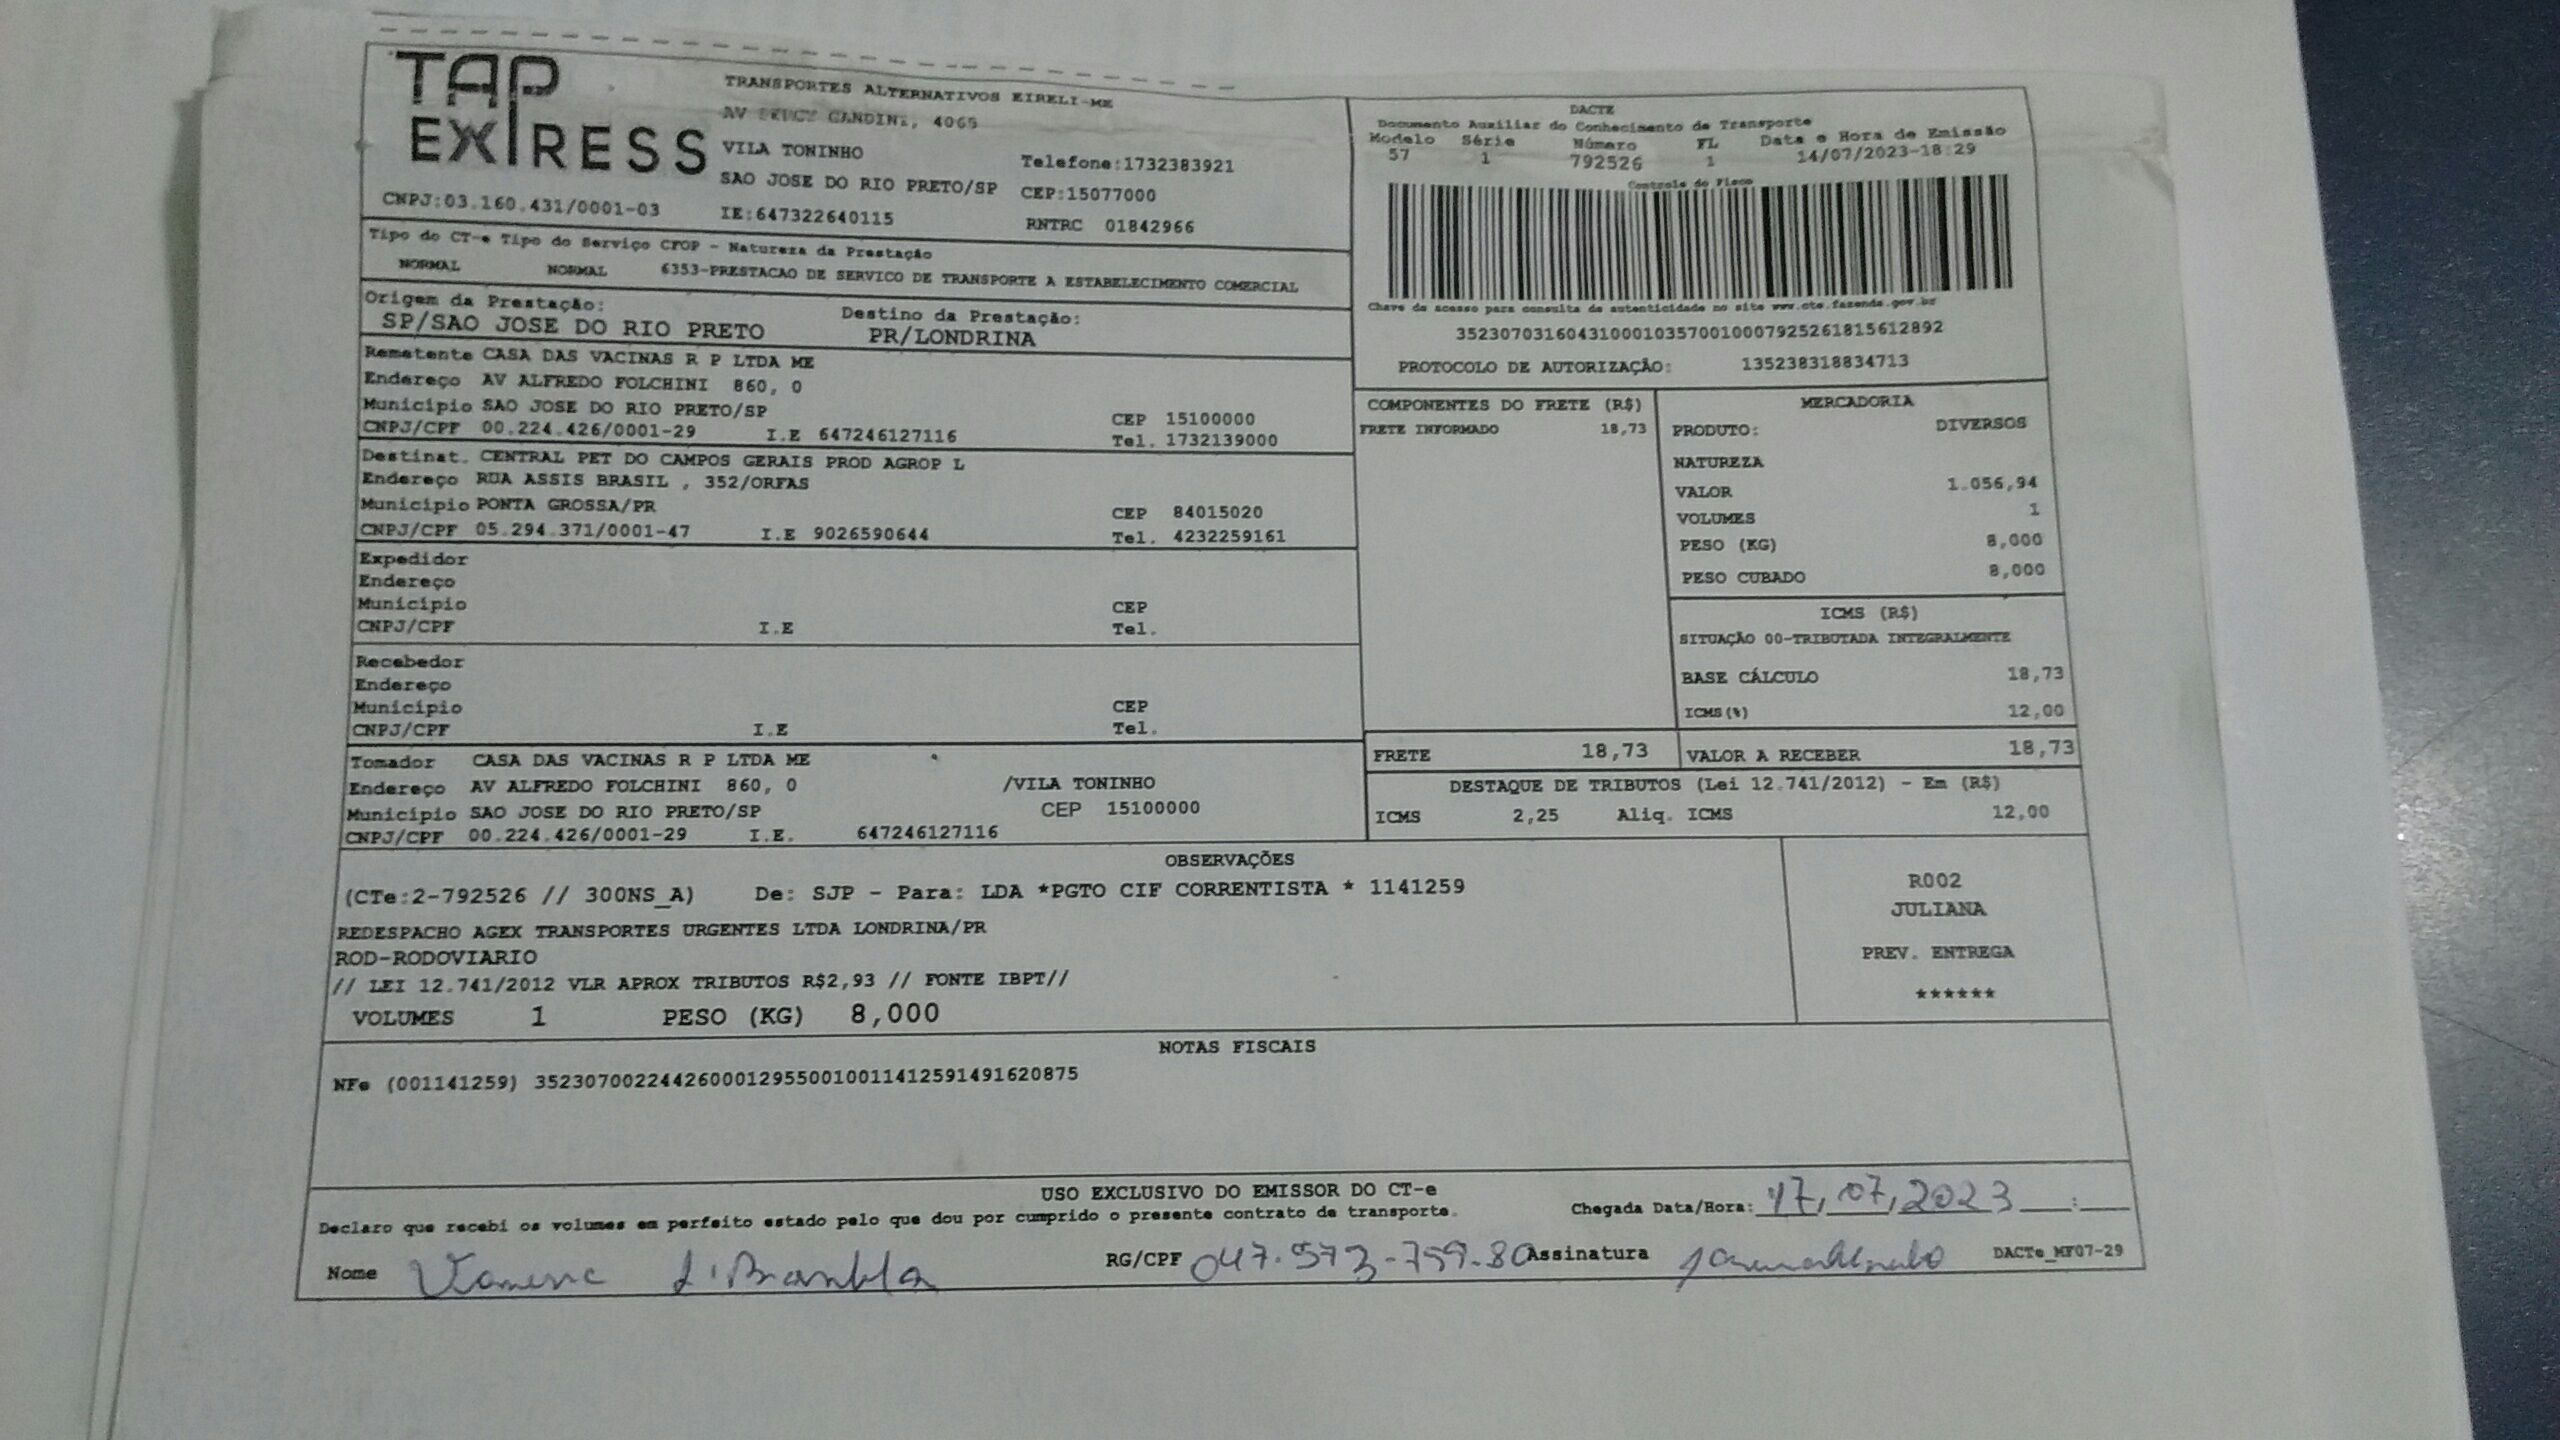 TAP
EXPRESS
TRANSPORTES ALTERNATIVOS EIRELI-ME
AV GANDINI, 4065
VILA TONINHO Telefone:1732383921
SAO JOSE DO RIO PRETO/SP CEP:15077000
CNPJ:03.160.431/0001-03 IE:647322640115 RNTRC 01842966
DACTE
Documento Auxiliar do Conhecimento de Transporte
Modelo Série Número FL Data e Hora de Emissão
57 1 792526 1 14/07/2023-18:29
Controle do Fisco
Chave de acesso para consulta de autenticidade no site www.cte.fazenda.gov.br
35230703160431000103570010007925261815612892
PROTOCOLO DE AUTORIZAÇÃO: 135238318834713
Tipo do CT-e Tipo do Serviço CFOP - Natureza da Prestação
NORMAL NORMAL 6353-PRESTACAO DE SERVICO DE TRANSPORTE A ESTABELECIMENTO COMERCIAL
Origem da Prestação: Destino da Prestação:
SP/SAO JOSE DO RIO PRETO PR/LONDRINA
Remetente CASA DAS VACINAS R P LTDA ME
Endereço AV ALFREDO FOLCHINI 860, 0
Município SAO JOSE DO RIO PRETO/SP CEP 15100000
CNPJ/CPF 00.224.426/0001-29 I.E 647246127116 Tel. 1732139000
Destinat. CENTRAL PET DO CAMPOS GERAIS PROD AGROP L
Endereço RUA ASSIS BRASIL , 352/ORFAS
Município PONTA GROSSA/PR CEP 84015020
CNPJ/CPF 05.294.371/0001-47 I.E 9026590644 Tel. 4232259161
Expedidor
Endereço
Município CEP
CNPJ/CPF I.E Tel.
Recebedor
Endereço
Município CEP
CNPJ/CPF I.E Tel.
Tomador CASA DAS VACINAS R P LTDA ME
Endereço AV ALFREDO FOLCHINI 860, 0 /VILA TONINHO
Município SAO JOSE DO RIO PRETO/SP CEP 15100000
CNPJ/CPF 00.224.426/0001-29 I.E. 647246127116
COMPONENTES DO FRETE (R$)
FRETE INFORMADO 18,73
MERCADORIA
PRODUTO: DIVERSOS
NATUREZA
VALOR 1.056,94
VOLUMES 1
PESO (KG) 8,000
PESO CUBADO 8,000
ICMS (R$)
SITUAÇÃO 00-TRIBUTADA INTEGRALMENTE
BASE CÁLCULO 18,73
ICMS(%) 12,00
FRETE 18,73 VALOR A RECEBER 18,73
DESTAQUE DE TRIBUTOS (Lei 12.741/2012) - Em (R$)
ICMS 2,25 Aliq. ICMS 12,00
OBSERVAÇÕES
(CTe:2-792526 // 300NS_A) De: SJP - Para: LDA *PGTO CIF CORRENTISTA * 1141259
REDESPACHO AGEX TRANSPORTES URGENTES LTDA LONDRINA/PR
ROD-RODOVIARIO
// LEI 12.741/2012 VLR APROX TRIBUTOS R$2,93 // FONTE IBPT//
VOLUMES 1 PESO (KG) 8,000
R002
JULIANA
PREV. ENTREGA
******
NOTAS FISCAIS
NFe (001141259) 35230700224426000129550010011412591491620875
USO EXCLUSIVO DO EMISSOR DO CT-e
Declaro que recebi os volumes em perfeito estado pelo que dou por cumprido o presente contrato de transporte.
Chegada Data/Hora: 17,07,2023 :
Nome RG/CPF 047.573-759.80 Assinatura DACTe_MF07-29